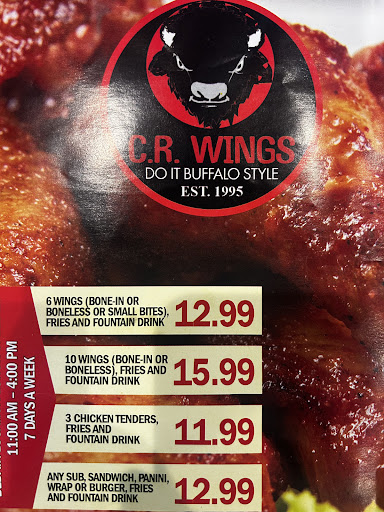 C.R. WINGS
DO IT BUFFALO STYLE
EST. 1995
11:00 AM – 4:00 PM
7 DAYS A WEEK
6 WINGS (BONE-IN OR
BONELESS OR SMALL BITES),
FRIES AND FOUNTAIN DRINK
12.99
10 WINGS (BONE-IN OR
BONELESS), FRIES AND
FOUNTAIN DRINK
15.99
3 CHICKEN TENDERS,
FRIES AND
FOUNTAIN DRINK
11.99
ANY SUB, SANDWICH, PANINI,
WRAP OR BURGER, FRIES
AND FOUNTAIN DRINK
12.99